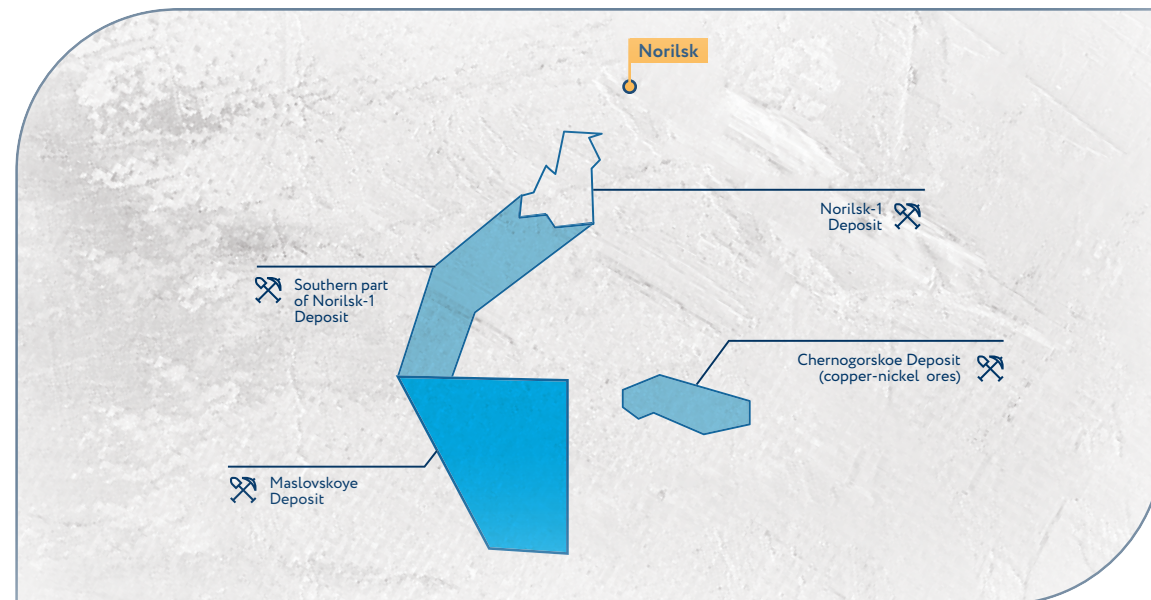 Norilsk
Norilsk-1
Deposit
Southern part
of Norilsk-1
Deposit
Chernogorskoe Deposit
(copper-nickel ores)
Maslovskoye
Deposit